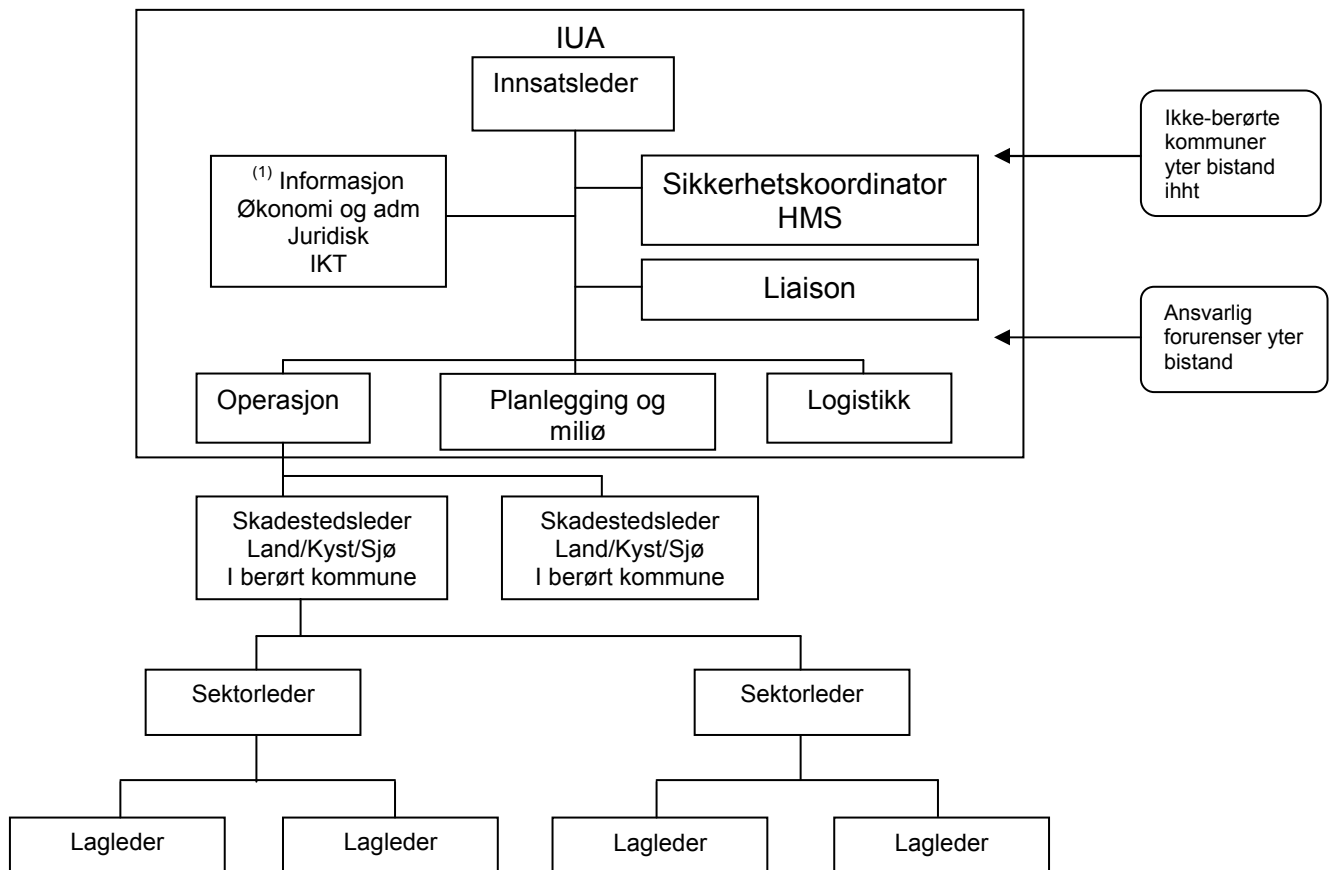 IUA
Innsatsleder
Ikke-berørte
kommuner
yter bistand
ihht
(1) Informasjon
Økonomi og adm
Juridisk
IKT
Sikkerhetskoordinator
HMS
Liaison
Ansvarlig
forurenser yter
bistand
Operasjon
Planlegging og
miliø
Logistikk
Skadestedsleder
Land/Kyst/Sjø
I berørt kommune
Skadestedsleder
Land/Kyst/Sjø
I berørt kommune
Sektorleder
Sektorleder
Lagleder
Lagleder
Lagleder
Lagleder